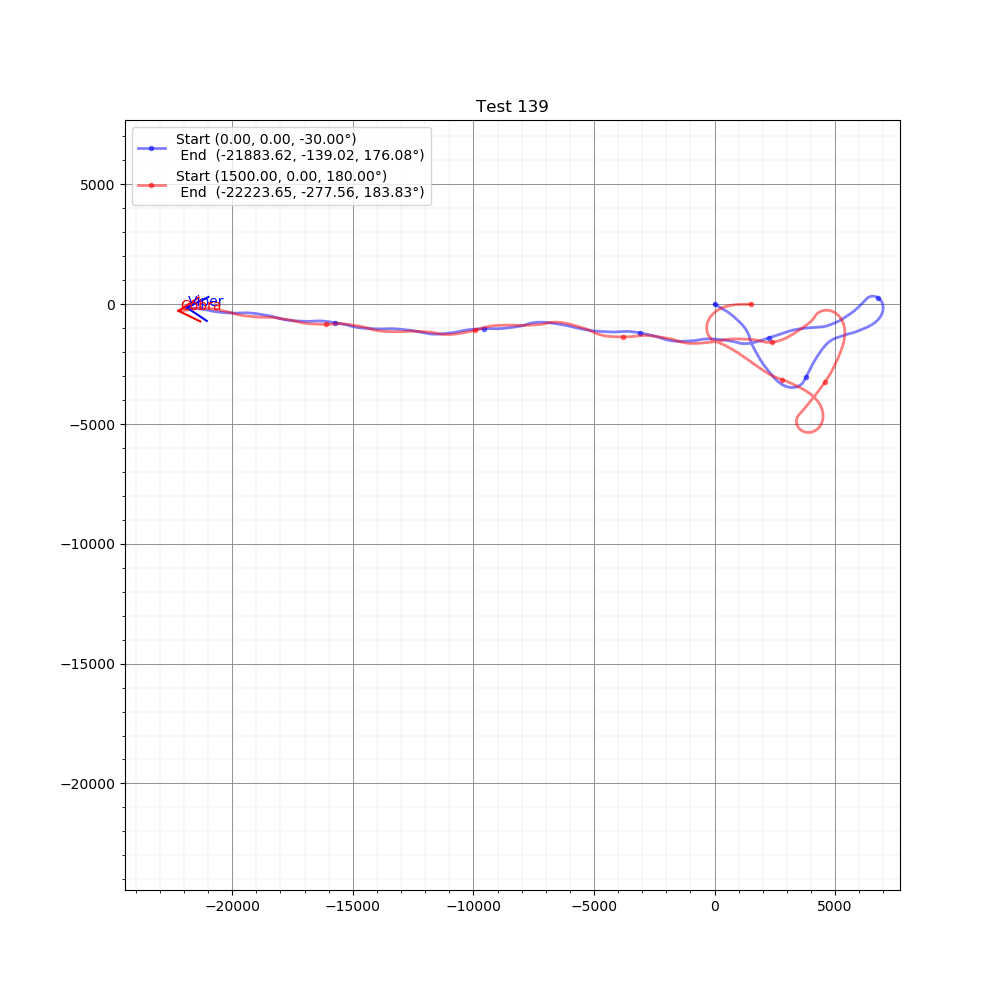 Test 139
Start (0.00, 0.00, -30.00°)
End (-21883.62, -139.02, 176.08°)
Start (1500.00, 0.00, 180.00°)
End (-22223.65, -277.56, 183.83°)
5000
0
−5000
−10000
−15000
−20000
Viper
−20000 −15000 −10000 −5000 0 5000